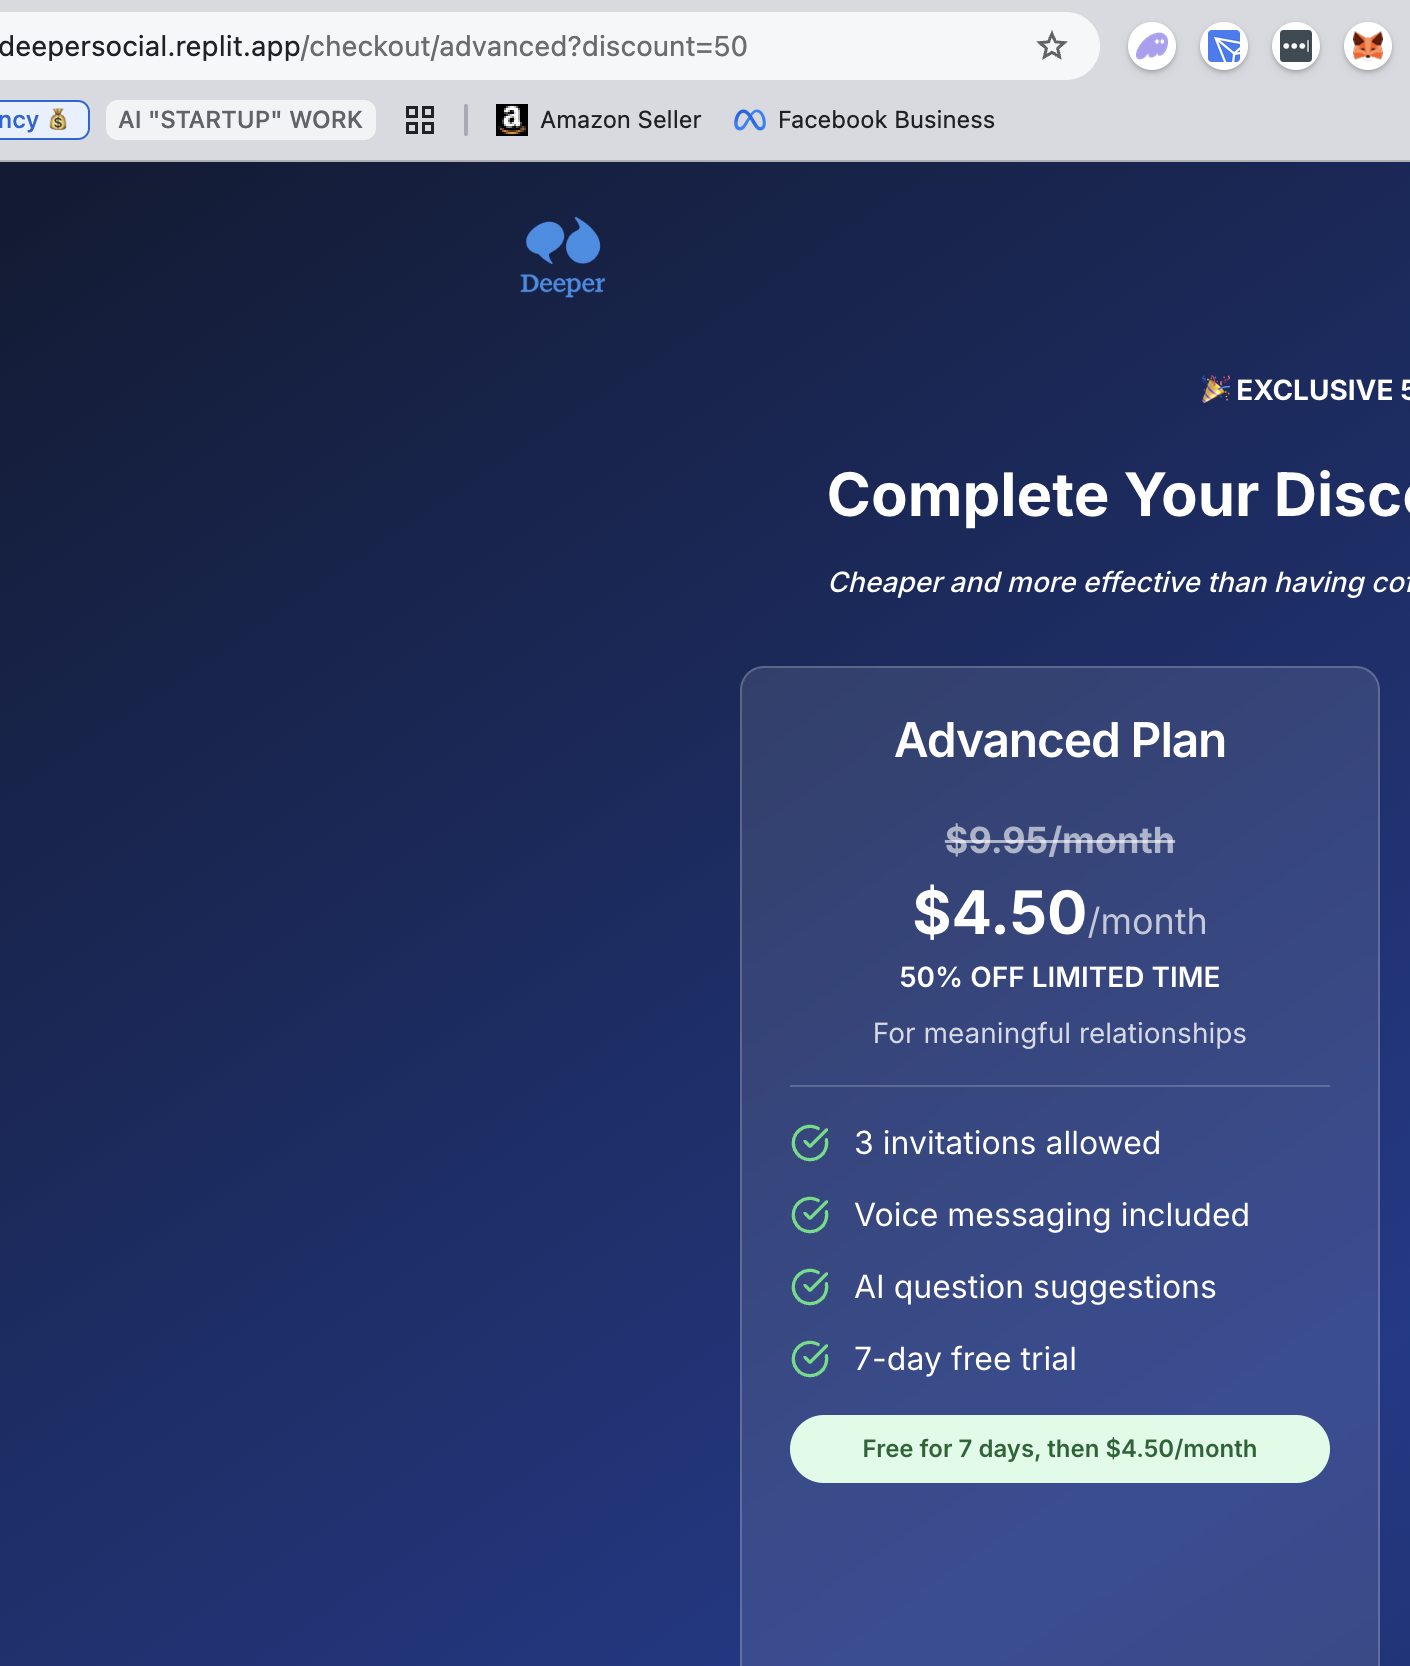 deepersocial.replit.app/checkout/advanced?discount=50
ncy 💰 AI "STARTUP" WORK Amazon Seller Facebook Business
Deeper
🎉 EXCLUSIVE 5
Complete Your Disco
Cheaper and more effective than having cof
Advanced Plan
$9.95/month
$4.50/month
50% OFF LIMITED TIME
For meaningful relationships
3 invitations allowed
Voice messaging included
AI question suggestions
7-day free trial
Free for 7 days, then $4.50/month